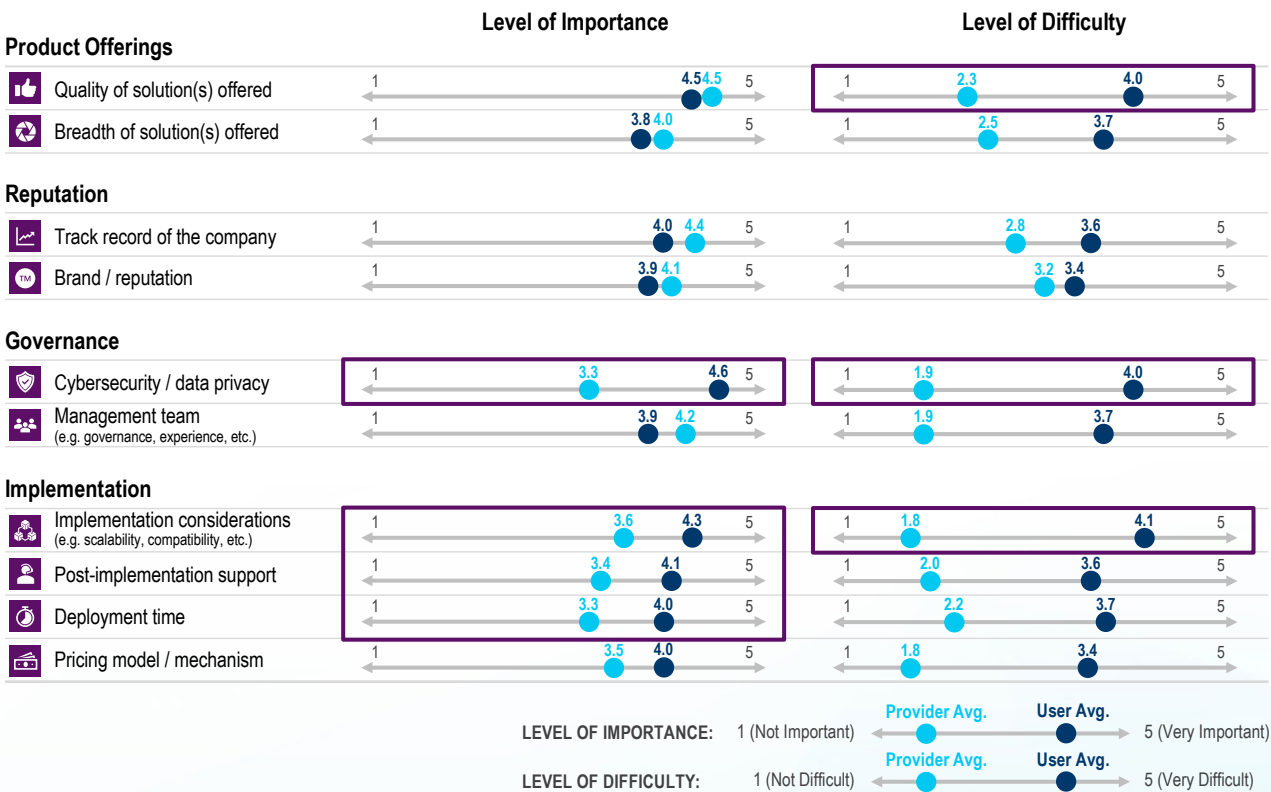 Level of Importance Level of Difficulty
Product Offerings
Quality of solution(s) offered 1 4.5 4.5 5 1 2.3 4.0 5
Breadth of solution(s) offered 1 3.8 4.0 5 1 2.5 3.7 5
Reputation
Track record of the company 1 4.0 4.4 5 1 2.8 3.6 5
TM Brand / reputation 1 3.9 4.1 5 1 3.2 3.4 5
Governance
Cybersecurity / data privacy 1 3.3 4.6 5 1 1.9 4.0 5
Management team 1 3.9 4.2 5 1 1.9 3.7 5
(e.g. governance, experience, etc.)
Implementation
Implementation considerations 1 3.6 4.3 5 1 1.8 4.1 5
(e.g. scalability, compatibility, etc.)
Post-implementation support 1 3.4 4.1 5 1 2.0 3.6 5
Deployment time 1 3.3 4.0 5 1 2.2 3.7 5
Pricing model / mechanism 1 3.5 4.0 5 1 1.8 3.4 5
Provider Avg. User Avg.
LEVEL OF IMPORTANCE: 1 (Not Important) 5 (Very Important)
Provider Avg. User Avg.
LEVEL OF DIFFICULTY: 1 (Not Difficult) 5 (Very Difficult)